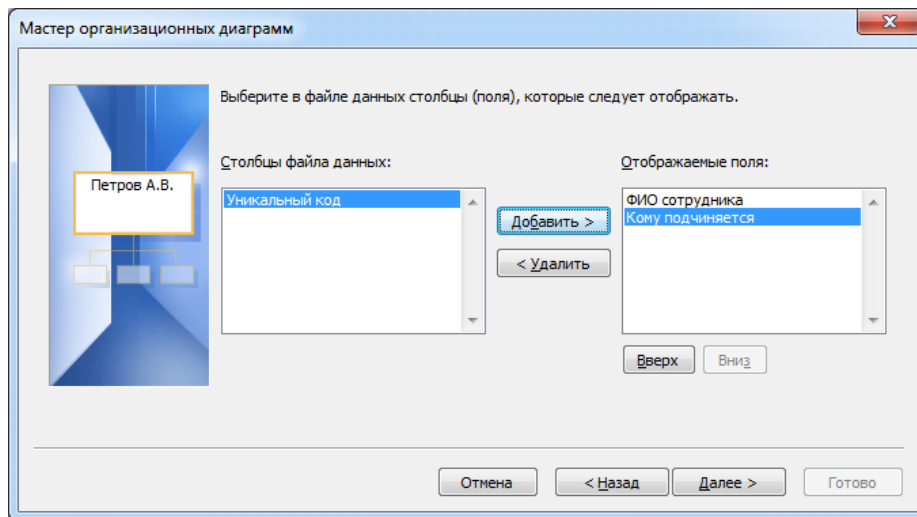 Мастер организационных диаграмм
Выберите в файле данных столбцы (поля), которые следует отображать.
Столбцы файла данных:
Отображаемые поля:
Петров А.В.
Уникальный код
ФИО сотрудника
Кому подчиняется
Добавить >
< Удалить
Вверх
Вниз
Отмена
< Назад
Далее >
Готово